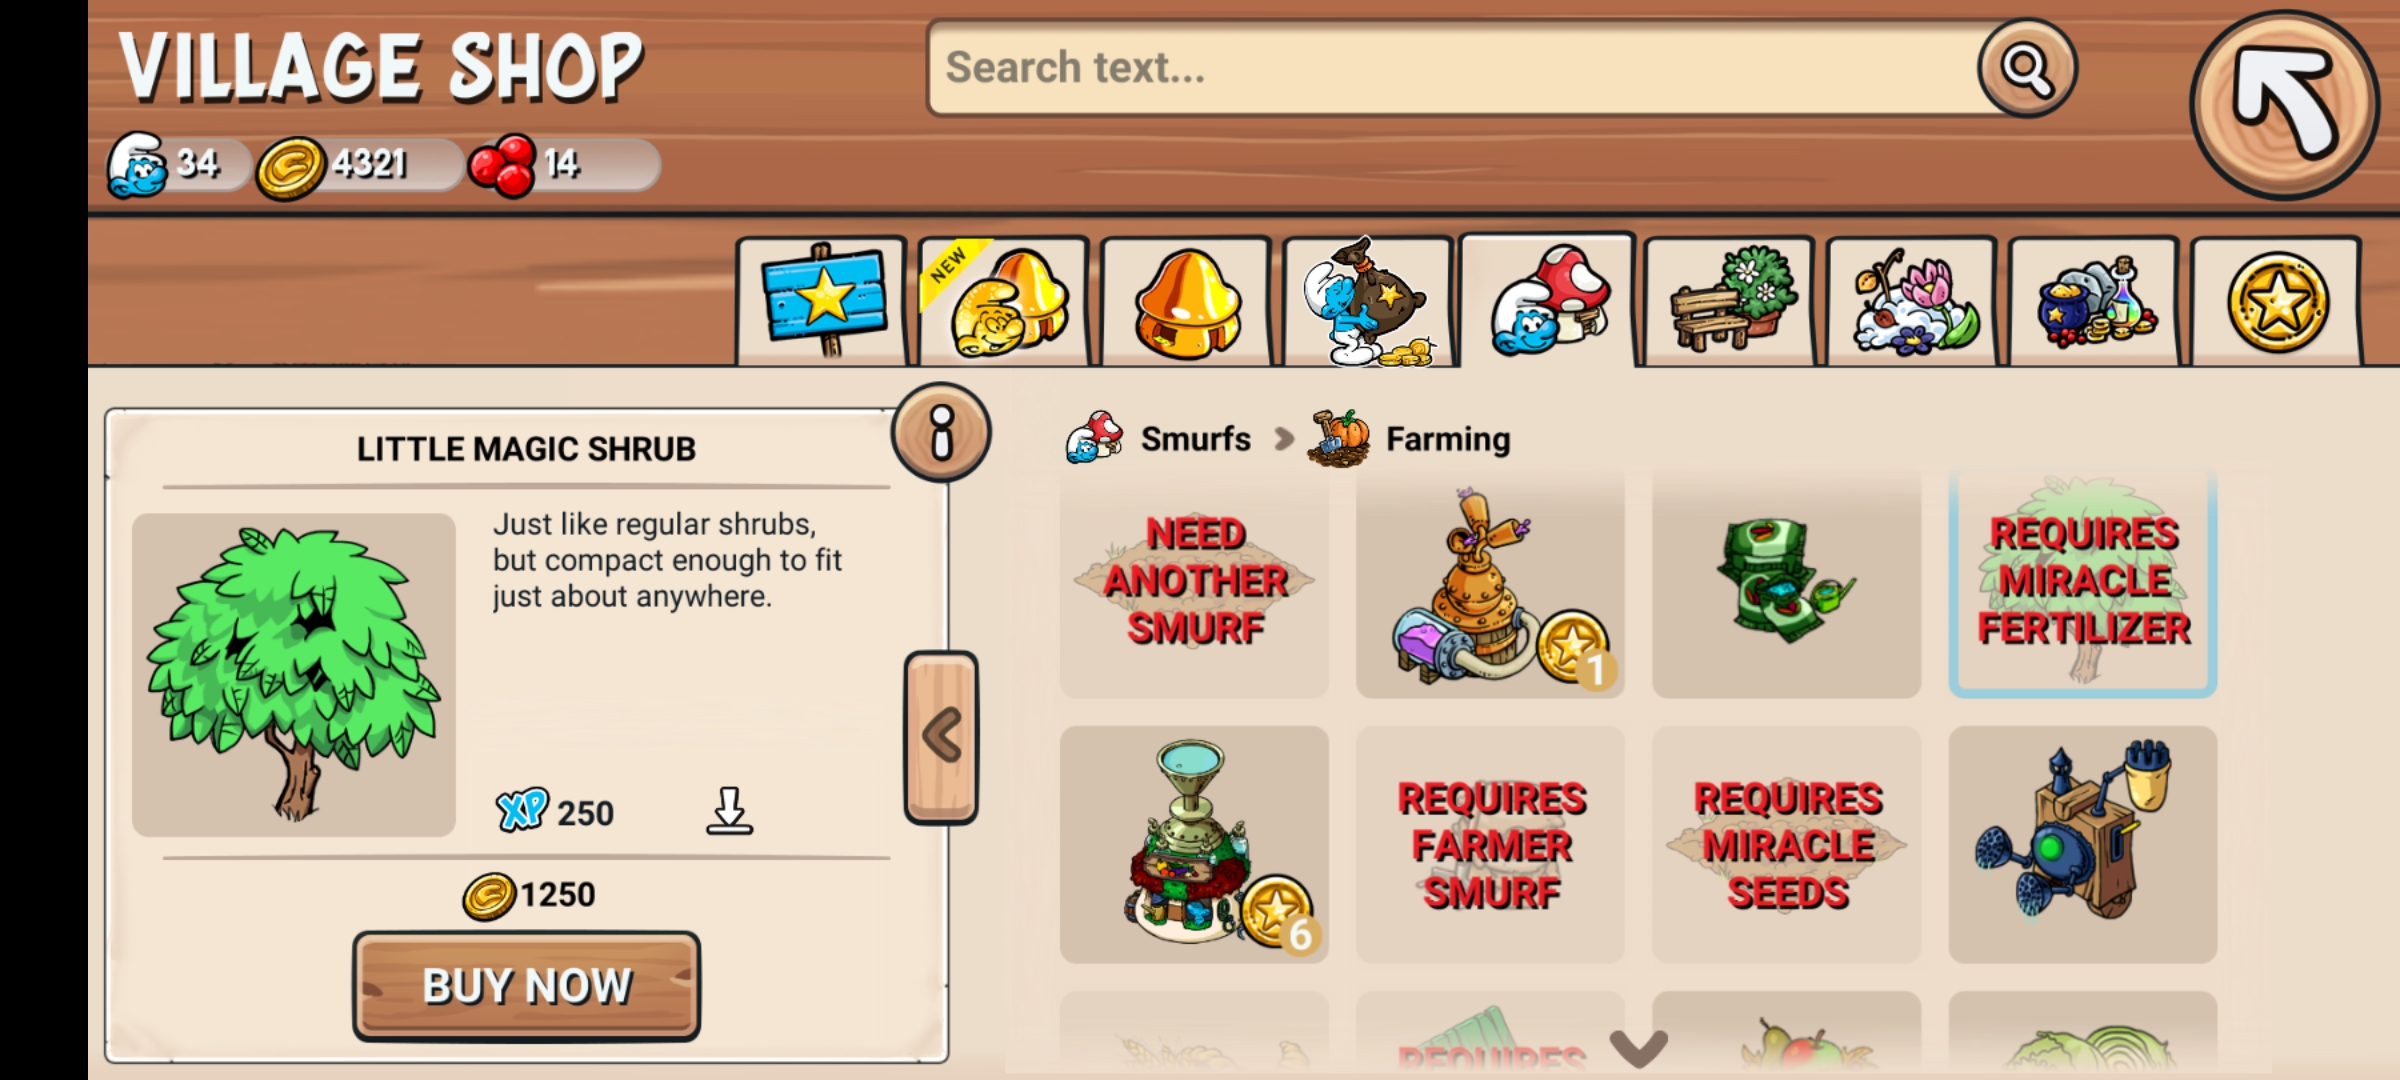 VILLAGE SHOP
Search text...
34
4321
14
NEW
LITTLE MAGIC SHRUB
Just like regular shrubs,
but compact enough to fit
just about anywhere.
XP 250
1250
BUY NOW
Smurfs > Farming
NEED
ANOTHER
SMURF
1
REQUIRES
MIRACLE
FERTILIZER
6
REQUIRES
FARMER
SMURF
REQUIRES
MIRACLE
SEEDS
REQUIRES